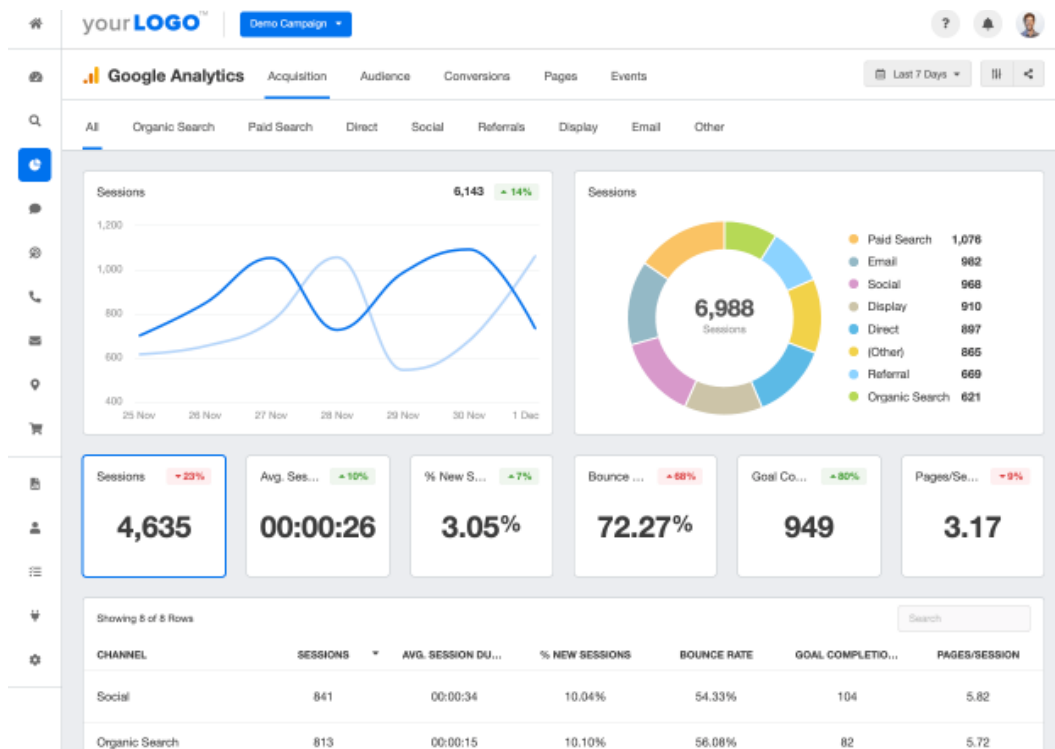 yourLOGO™ Demo Campaign ?
Google Analytics Acquisition Audience Conversions Pages Events Last 7 Days
All Organic Search Paid Search Direct Social Referrals Display Email Other
Sessions 6,143 14%
1,200
1,000
800
600
400
25 Nov 26 Nov 27 Nov 28 Nov 29 Nov 30 Nov 1 Dec
Sessions
6,988
Sessions
Paid Search 1,076
Email 982
Social 968
Display 910
Direct 897
(Other) 865
Referral 669
Organic Search 621
Sessions 23%
4,635
Avg. Ses... 10%
00:00:26
% New S... 7%
3.05%
Bounce ... 68%
72.27%
Goal Co... 80%
949
Pages/Se... 9%
3.17
Showing 8 of 8 Rows Search
CHANNEL SESSIONS AVG. SESSION DU... % NEW SESSIONS BOUNCE RATE GOAL COMPLETIO... PAGES/SESSION
Social 841 00:00:34 10.04% 54.33% 104 5.82
Organic Search 813 00:00:15 10.10% 56.08% 82 5.72